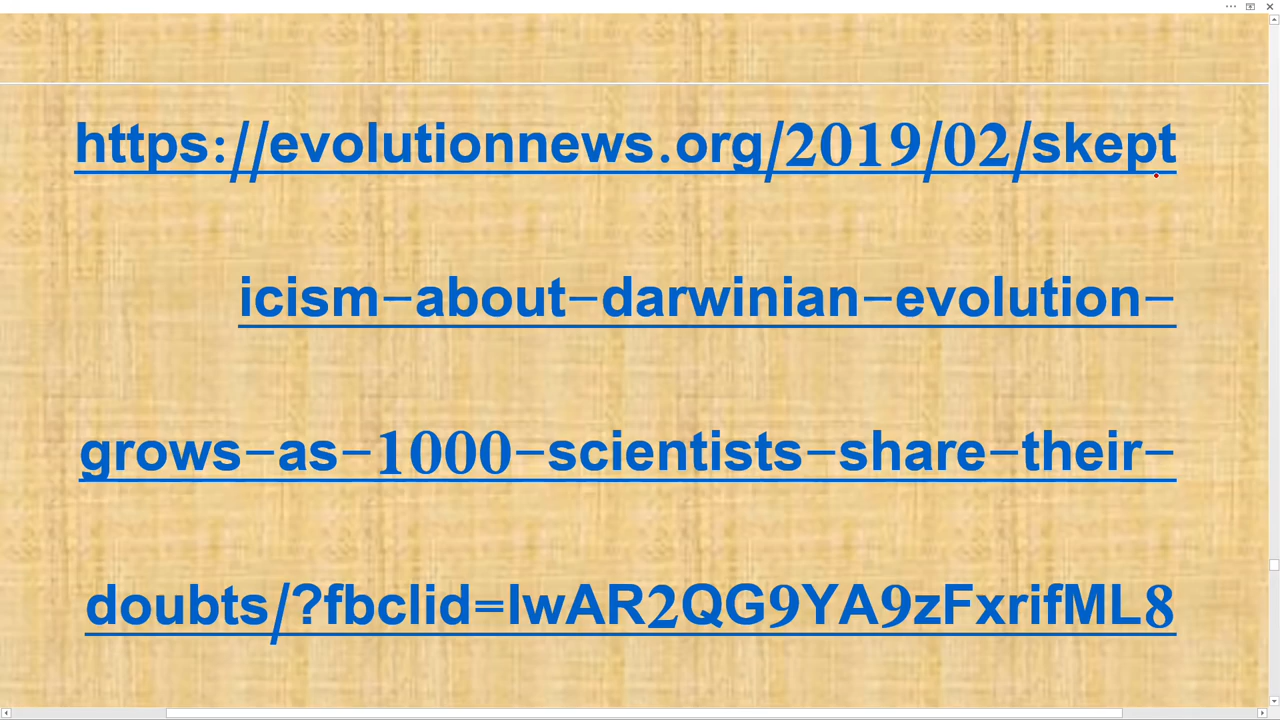 https://evolutionnews.org/2019/02/skept
icism-about-darwinian-evolution-
grows-as-1000-scientists-share-their-
doubts/?fbclid=IwAR2QG9YA9zFxrifML8